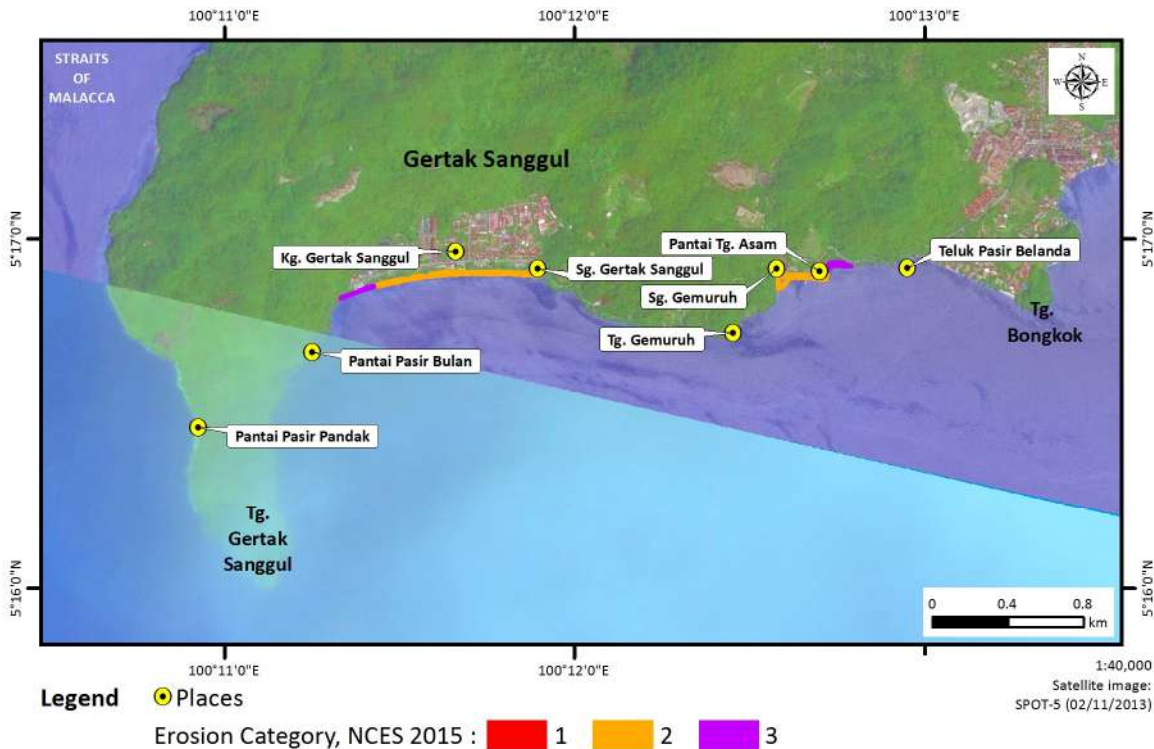 100°11'0"E
100°12'0"E
100°13'0"E
STRAITS
OF
MALACCA
N
W
E
S
Gertak Sanggul
5°17'0"N
5°17'0"N
Kg. Gertak Sanggul
Sg. Gertak Sanggul
Pantai Tg. Asam
Teluk Pasir Belanda
Sg. Gemuruh
Tg. Gemuruh
Tg.
Bongkok
Pantai Pasir Bulan
Pantai Pasir Pandak
Tg.
Gertak
Sanggul
5°16'0"N
5°16'0"N
0 0.4 0.8
km
100°11'0"E
100°12'0"E
100°13'0"E
1:40,000
Satellite image:
SPOT-5 (02/11/2013)
Legend Places
Erosion Category, NCES 2015 : 1 2 3